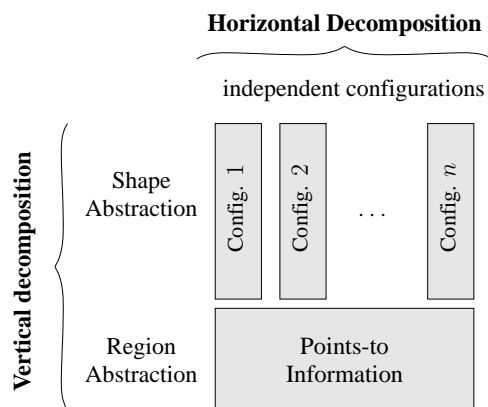 Horizontal Decomposition
independent configurations
Vertical decomposition
Shape
Abstraction
Config. 1
Config. 2
. . .
Config. n
Region
Abstraction
Points-to
Information